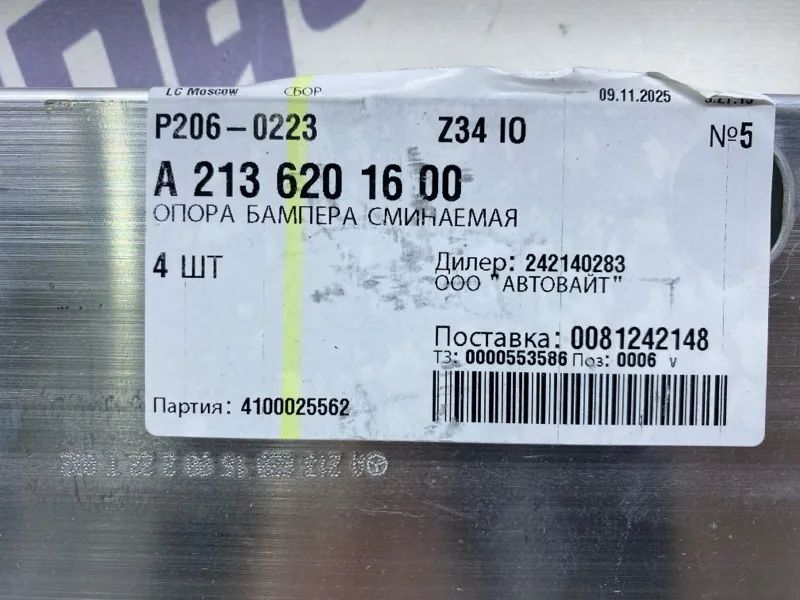 LC Moscow СБОР 09.11.2025
P206-0223 Z34 IO №5
A 213 620 16 00
ОПОРА БАМПЕРА СМИНАЕМАЯ
4 ШТ
Дилер: 242140283
ООО "АВТОВАЙТ"
Поставка: 0081242148
ТЗ: 0000553586 Поз: 0006 v
Партия: 4100025562